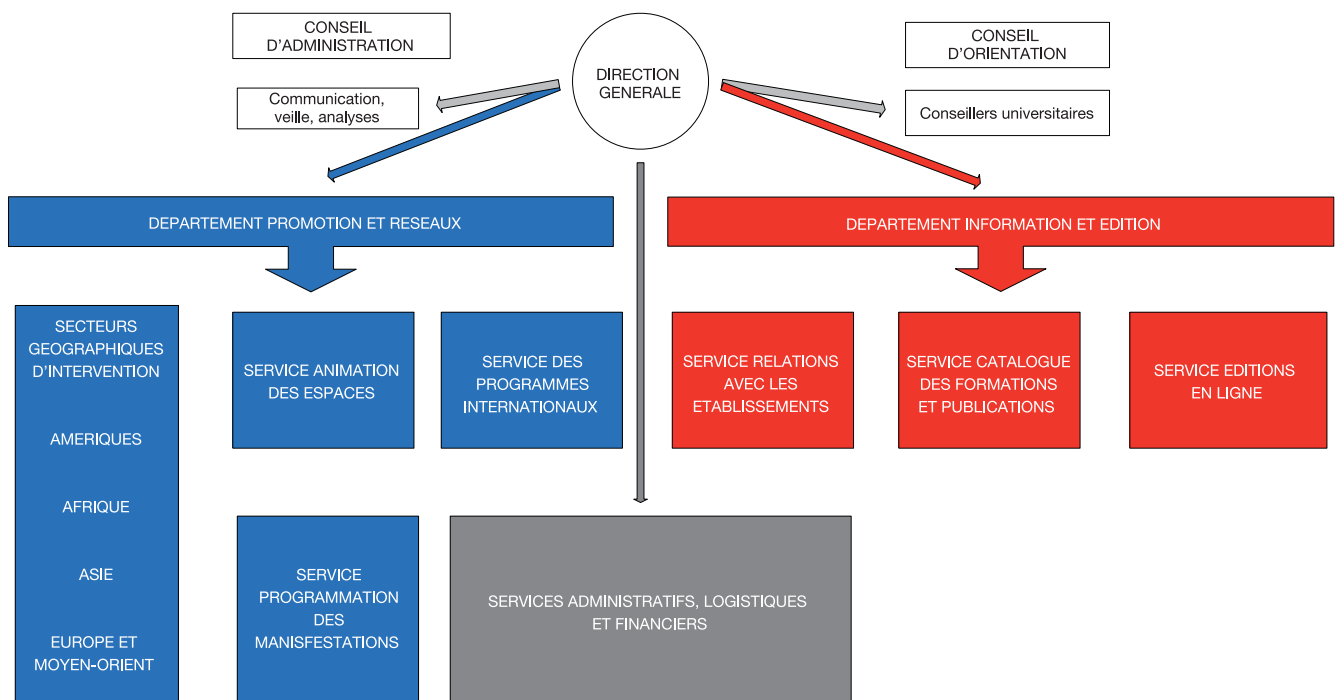 CONSEIL
D'ADMINISTRATION
DIRECTION
GENERALE
CONSEIL
D'ORIENTATION
Communication,
veille, analyses
Conseillers universitaires
DEPARTEMENT PROMOTION ET RESEAUX
DEPARTEMENT INFORMATION ET EDITION
SECTEURS
GEOGRAPHIQUES
D'INTERVENTION
AMERIQUES
AFRIQUE
ASIE
EUROPE ET
MOYEN-ORIENT
SERVICE ANIMATION
DES ESPACES
SERVICE DES
PROGRAMMES
INTERNATIONAUX
SERVICE RELATIONS
AVEC LES
ETABLISSEMENTS
SERVICE CATALOGUE
DES FORMATIONS
ET PUBLICATIONS
SERVICE EDITIONS
EN LIGNE
SERVICE
PROGRAMMATION
DES
MANISFESTATIONS
SERVICES ADMINISTRATIFS, LOGISTIQUES
ET FINANCIERS